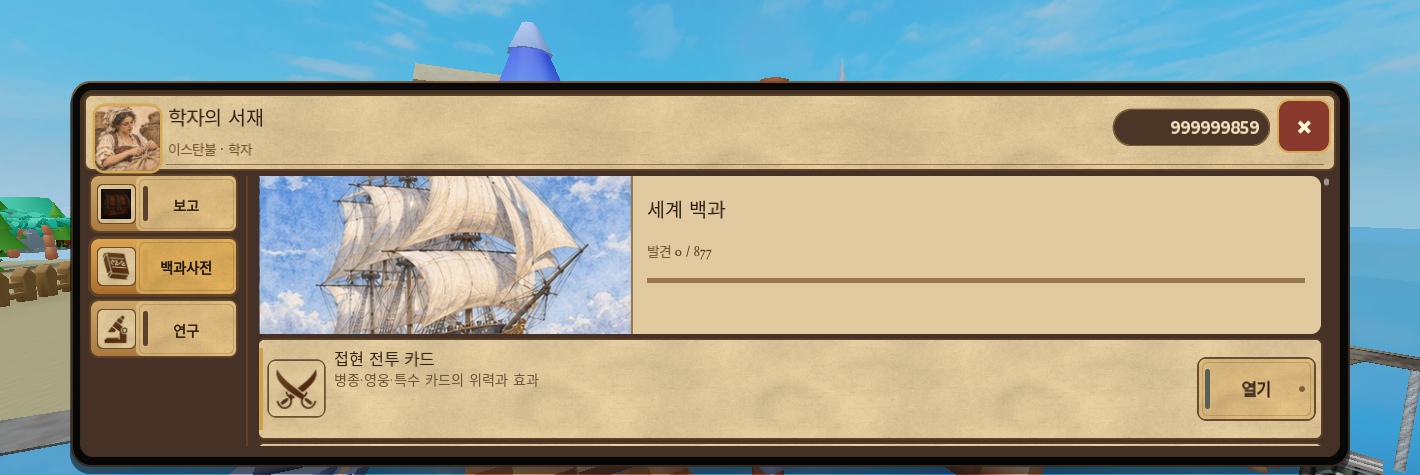 학자의 서재
이스탄불 · 학자
999999859
×
보고
백과사전
연구
세계 백과
발견 0 / 877
접현 전투 카드
병종·영웅·특수 카드의 위력과 효과
열기